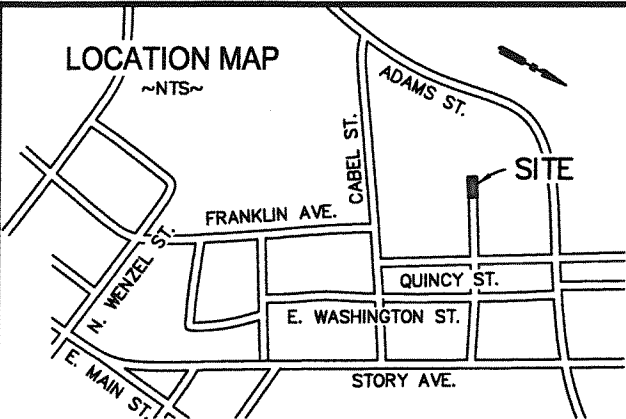 LOCATION MAP
~NTS~
ADAMS ST.
CABEL ST.
SITE
FRANKLIN AVE.
N. WENZEL ST.
QUINCY ST.
E. WASHINGTON ST.
E. MAIN ST.
STORY AVE.